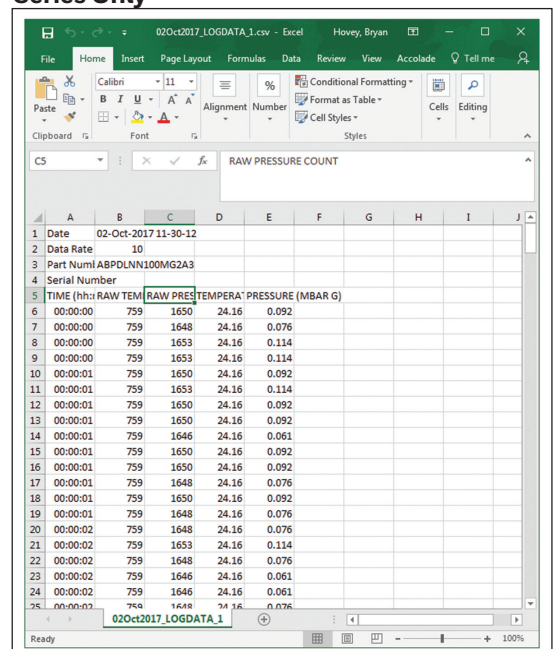 Series Only
02Oct2017_LOGDATA_1.csv - Excel Hovey, Bryan
File Home Insert Page Layout Formulas Data Review View Accolade Tell me
Paste Calibri 11 Alignment Number Conditional Formatting Format as Table Cell Styles Cells Editing
B I U A A
Clipboard Font Styles
C5 fx RAW PRESSURE COUNT
A B C D E F G H I J
1 Date 02-Oct-2017 11-30-12
2 Data Rate 10
3 Part Numl ABPDLNN100MG2A3
4 Serial Number
5 TIME (hh:r RAW TEMI RAW PRES TEMPERAT PRESSURE (MBAR G)
6 00:00:00 759 1650 24.16 0.092
7 00:00:00 759 1648 24.16 0.076
8 00:00:00 759 1653 24.16 0.114
9 00:00:00 759 1653 24.16 0.114
10 00:00:01 759 1650 24.16 0.092
11 00:00:01 759 1653 24.16 0.114
12 00:00:01 759 1650 24.16 0.092
13 00:00:01 759 1650 24.16 0.092
14 00:00:01 759 1646 24.16 0.061
15 00:00:01 759 1650 24.16 0.092
16 00:00:01 759 1650 24.16 0.092
17 00:00:01 759 1648 24.16 0.076
18 00:00:01 759 1650 24.16 0.092
19 00:00:01 759 1648 24.16 0.076
20 00:00:02 759 1648 24.16 0.076
21 00:00:02 759 1653 24.16 0.114
22 00:00:02 759 1648 24.16 0.076
23 00:00:02 759 1646 24.16 0.061
24 00:00:02 759 1646 24.16 0.061
25 00:00:02 759 1648 24.16 0.076
02Oct2017_LOGDATA_1
Ready 100%